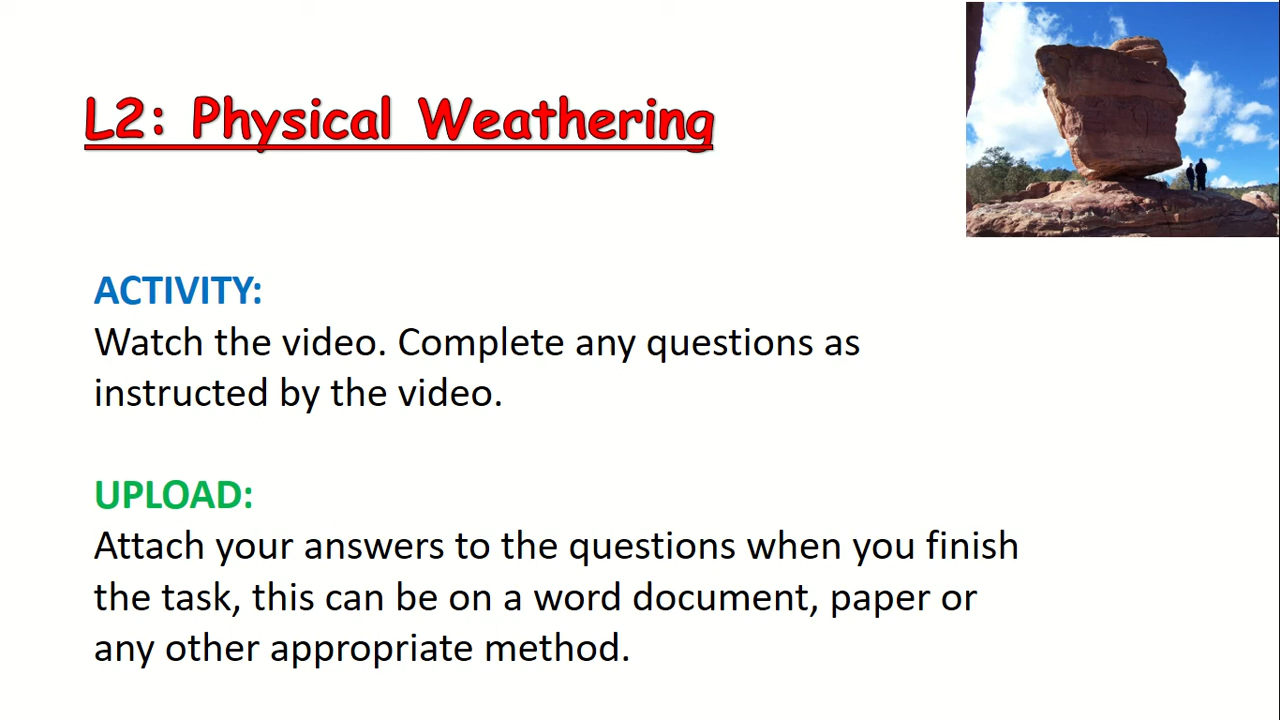 L2: Physical Weathering
ACTIVITY:
Watch the video. Complete any questions as
instructed by the video.
UPLOAD:
Attach your answers to the questions when you finish
the task, this can be on a word document, paper or
any other appropriate method.